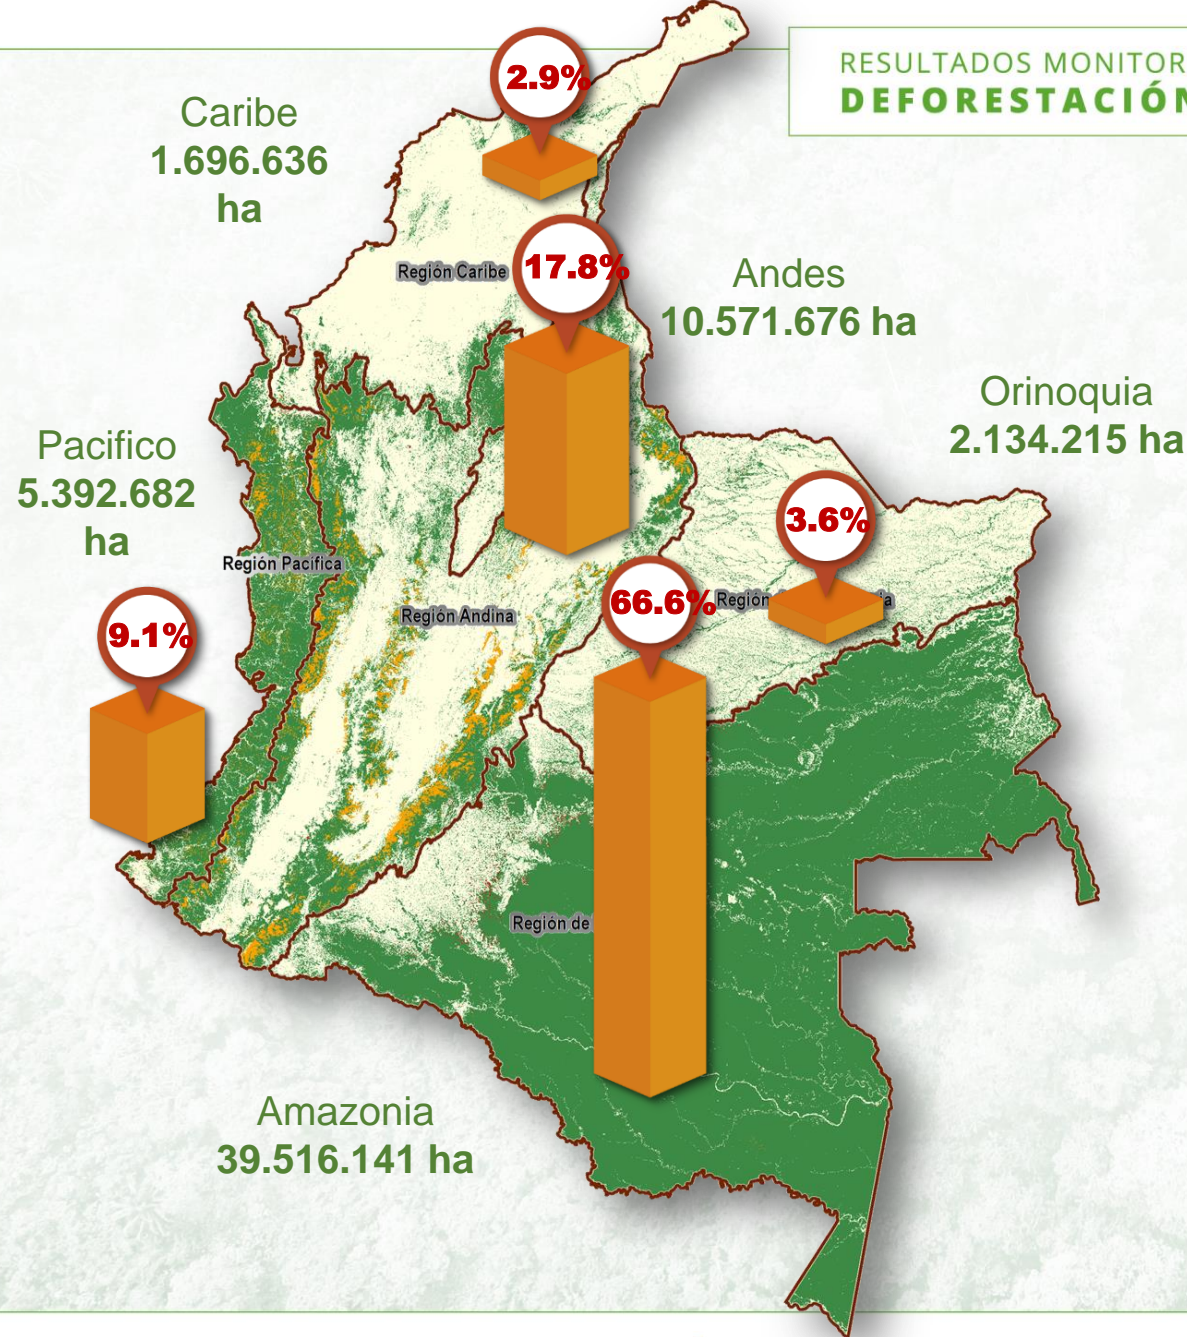 RESULTADOS MONITOR
DEFORESTACIÓN
2.9%
Caribe
1.696.636
ha
Región Caribe
17.8%
Andes
10.571.676 ha
Orinoquia
2.134.215 ha
Pacifico
5.392.682
ha
3.6%
Región Pacífica
Región Andina
66.6%
Región
9.1%
Región de
Amazonia
39.516.141 ha